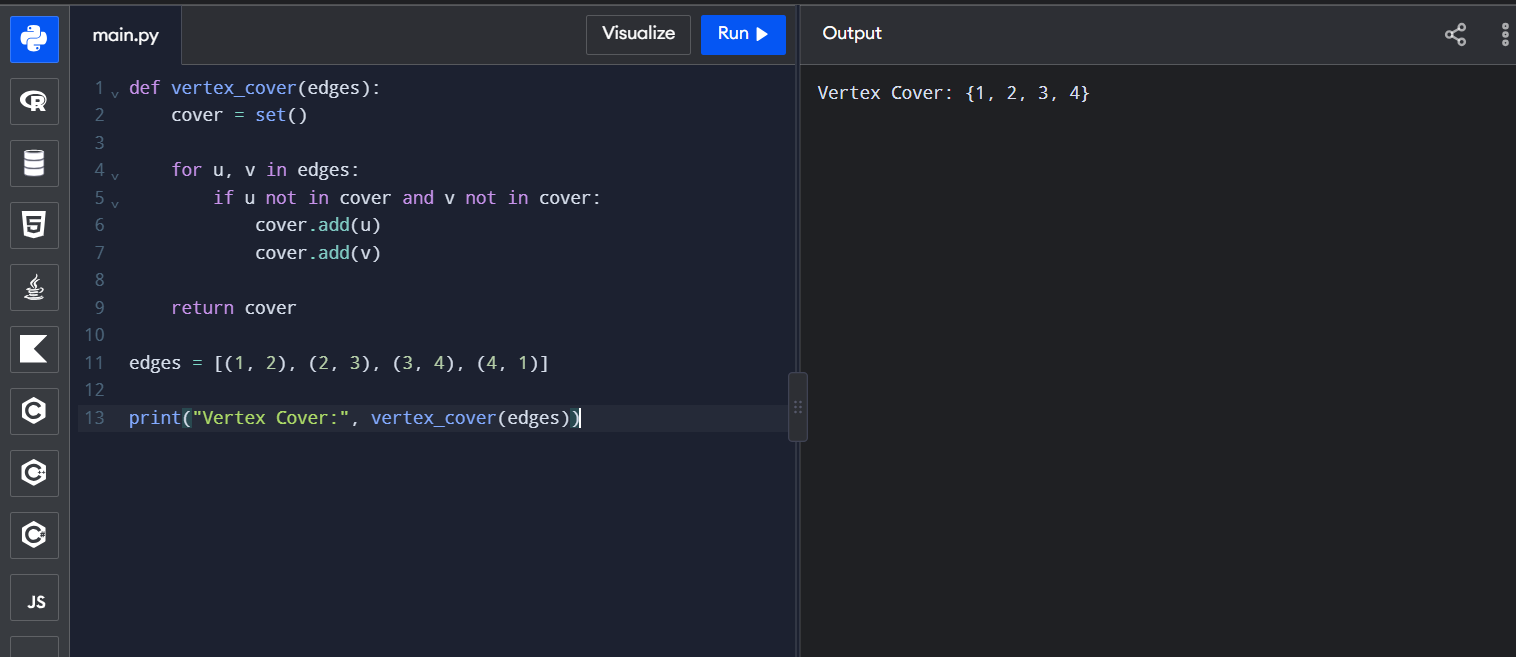 main.py
Visualize
Run
Output
1 def vertex_cover(edges):
2     cover = set()
3
4     for u, v in edges:
5         if u not in cover and v not in cover:
6             cover.add(u)
7             cover.add(v)
8
9     return cover
10
11 edges = [(1, 2), (2, 3), (3, 4), (4, 1)]
12
13 print("Vertex Cover:", vertex_cover(edges))
Vertex Cover: {1, 2, 3, 4}
R
5
C
C++
C#
JS